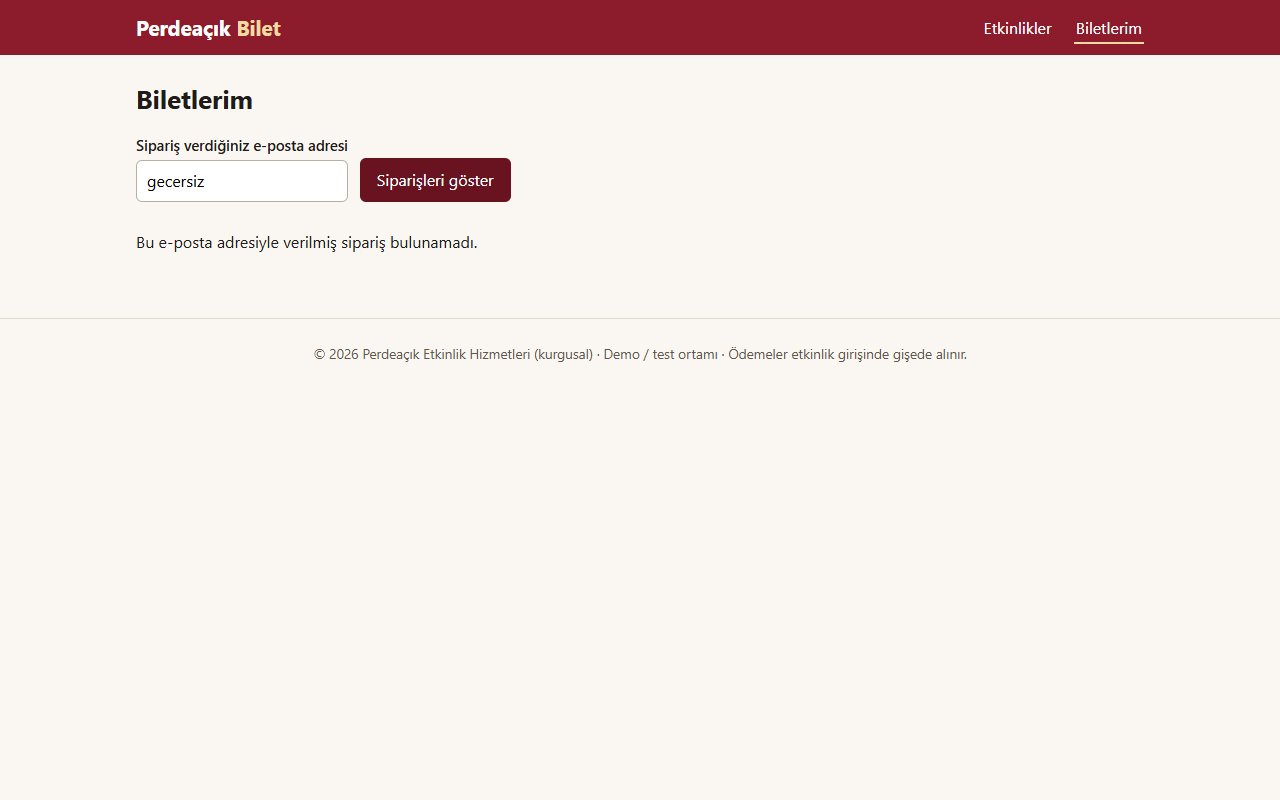 Perdeaçık Bilet
Etkinlikler
Biletlerim
Biletlerim
Sipariş verdiğiniz e-posta adresi
gecersiz
Siparişleri göster
Bu e-posta adresiyle verilmiş sipariş bulunamadı.
© 2026 Perdeaçık Etkinlik Hizmetleri (kurgusal) · Demo / test ortamı · Ödemeler etkinlik girişinde gişede alınır.